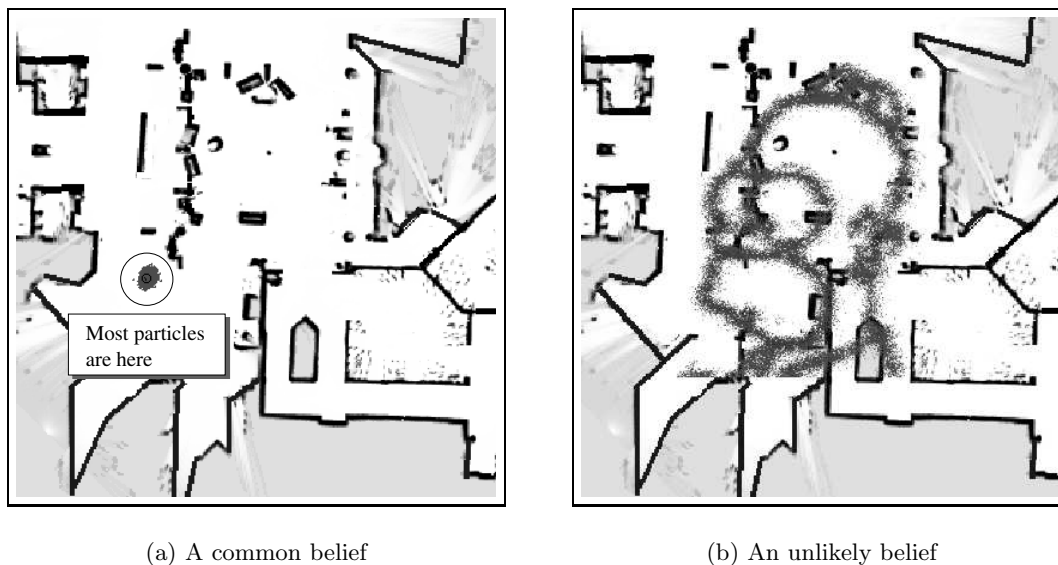 Most particles
are here
(a) A common belief
(b) An unlikely belief